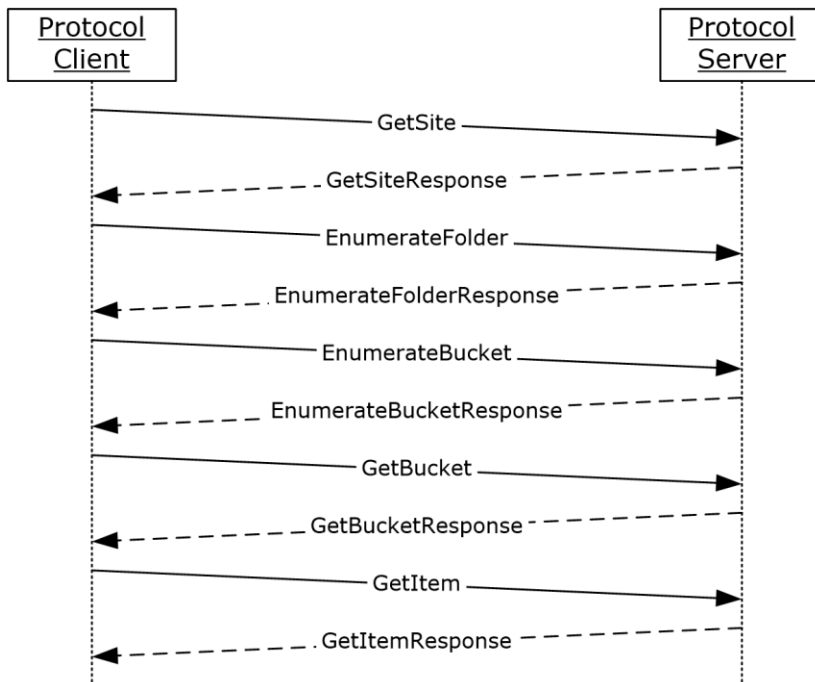 Protocol
Client
Protocol
Server
GetSite
GetSiteResponse
EnumerateFolder
EnumerateFolderResponse
EnumerateBucket
EnumerateBucketResponse
GetBucket
GetBucketResponse
GetItem
GetItemResponse